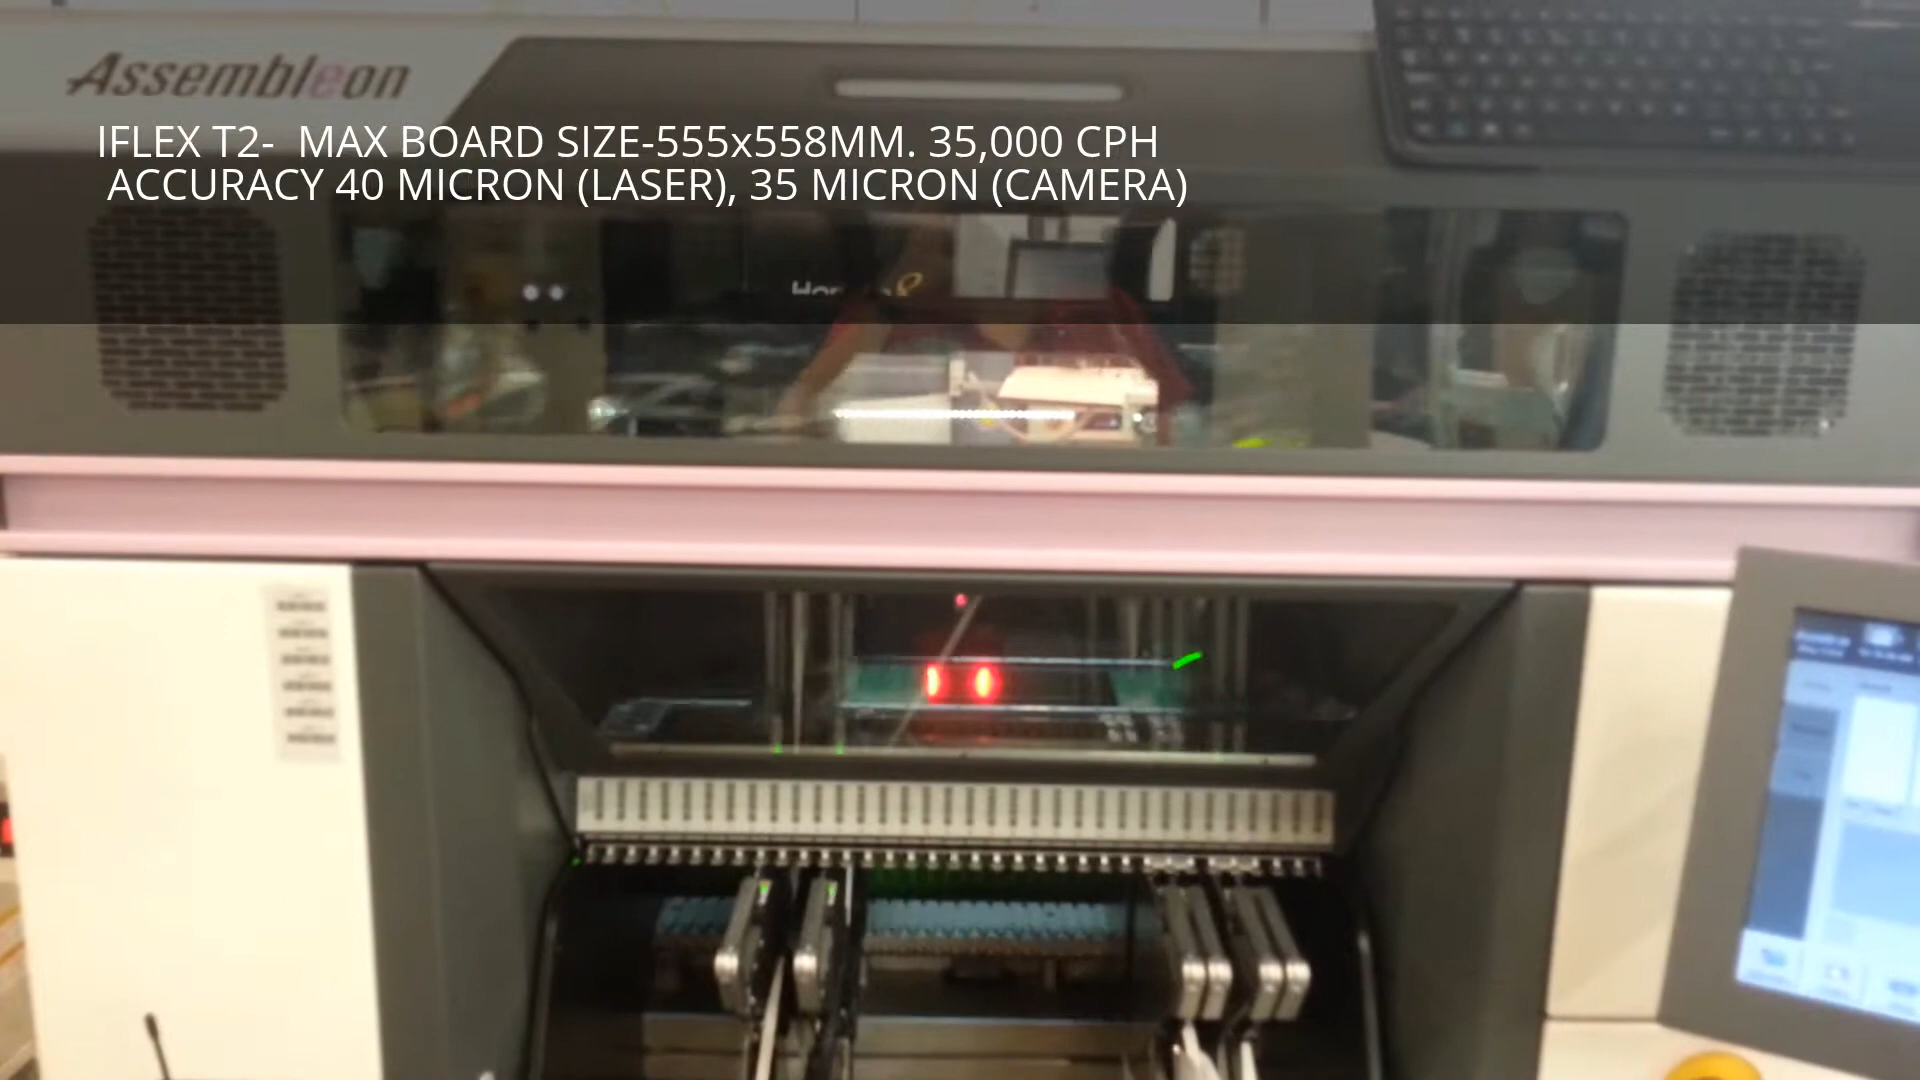 Assembleon
IFLEX T2-  MAX BOARD SIZE-555x558MM. 35,000 CPH
ACCURACY 40 MICRON (LASER), 35 MICRON (CAMERA)